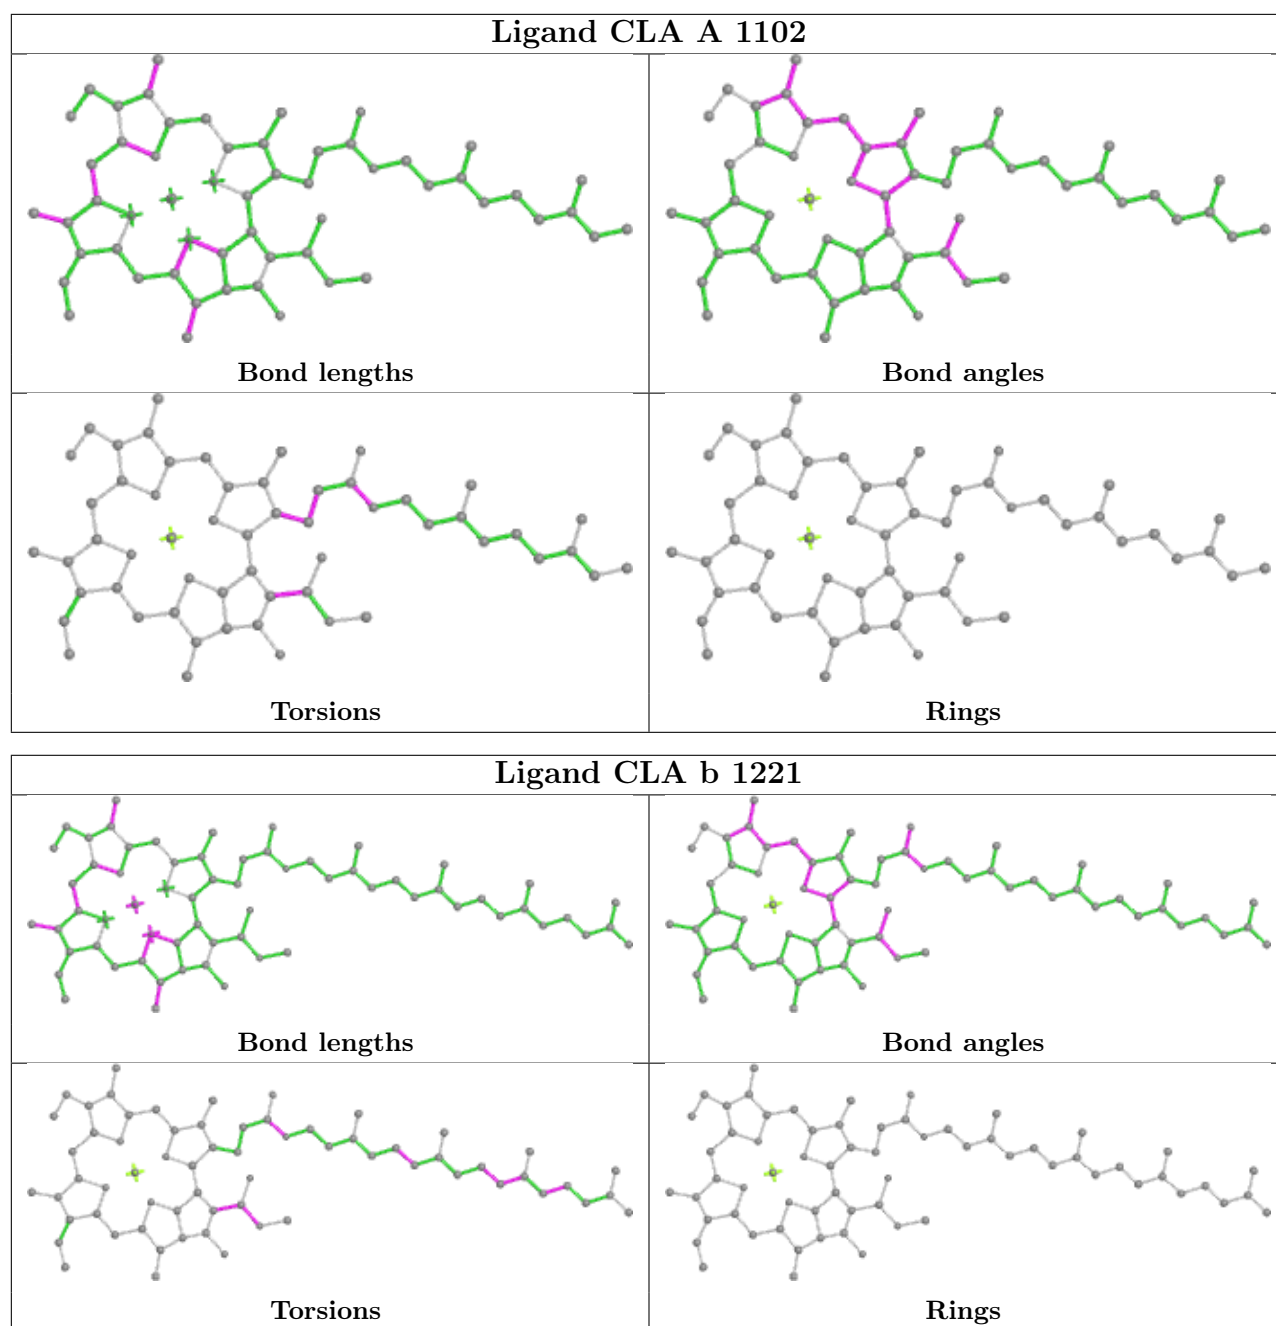 Ligand CLA A 1102
Bond lengths
Bond angles
Torsions
Rings
Ligand CLA b 1221
Bond lengths
Bond angles
Torsions
Rings